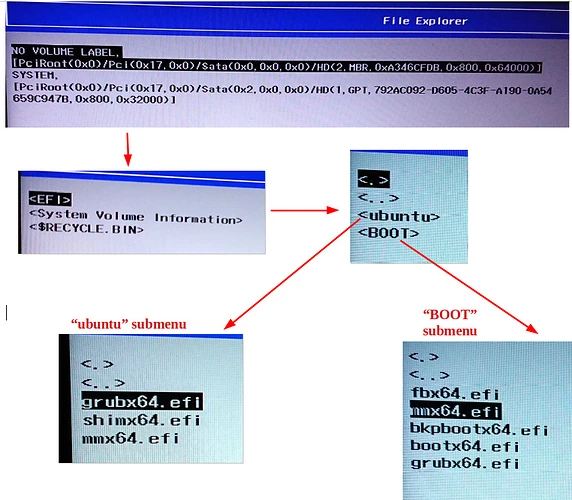 File Explorer
NO VOLUME LABEL,
[PciRoot(0x0)/Pci(0x17,0x0)/Sata(0x0,0x0,0x0)/HD(2,MBR,0xA346CFDB,0x800,0x64000)]
SYSTEM,
[PciRoot(0x0)/Pci(0x17,0x0)/Sata(0x2,0x0,0x0)/HD(1,GPT,792AC092-D605-4C3F-A190-0A54
659C947B,0x800,0x32000)]
<EFI>
<System Volume Information>
<$RECYCLE.BIN>
<.>
<..>
<ubuntu>
<BOOT>
“ubuntu” submenu
<.>
<..>
grubx64.efi
shimx64.efi
mmx64.efi
“BOOT”
submenu
<.>
<..>
fbx64.efi
mmx64.efi
bkpbootx64.efi
bootx64.efi
grubx64.efi